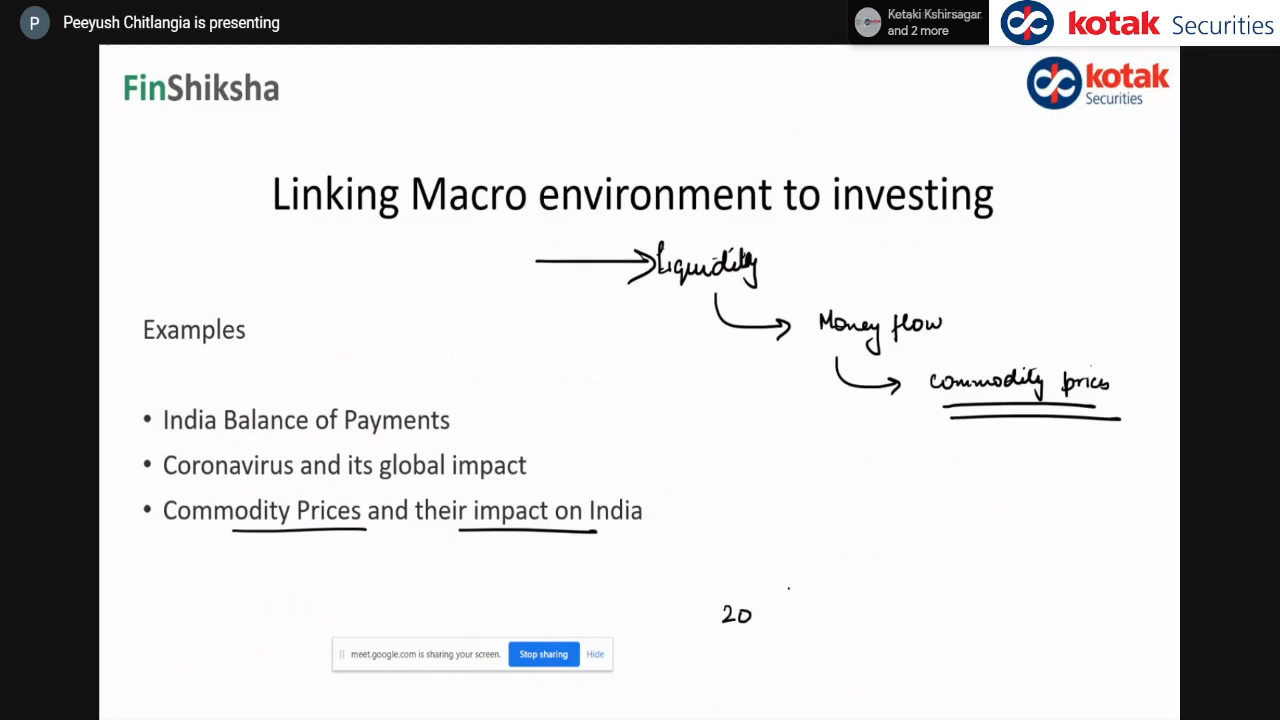 P Peeyush Chitlangia is presenting
Ketaki Kshirsagar
and 2 more
kotak Securities
FinShiksha
kotak
Securities
Linking Macro environment to investing
Liquidity
Money flow
commodity prices
Examples
• India Balance of Payments
• Coronavirus and its global impact
• Commodity Prices and their impact on India
20
meet.google.com is sharing your screen. Stop sharing Hide